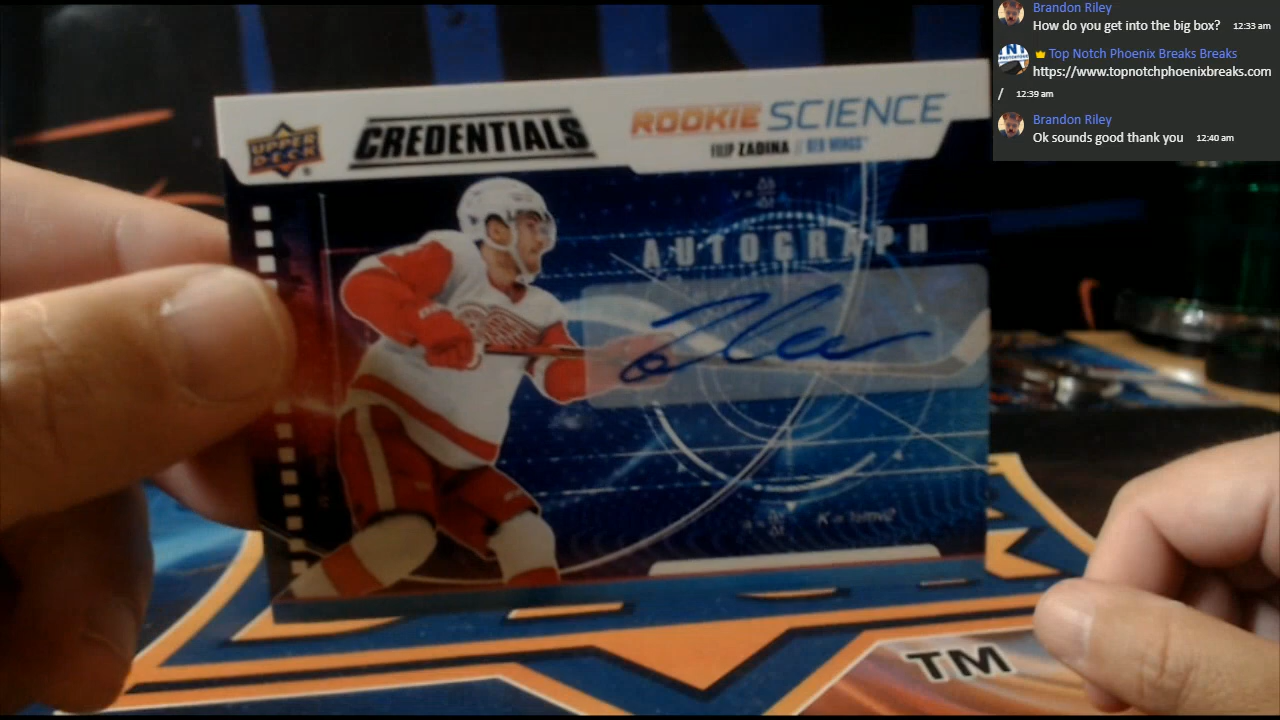 Brandon Riley
How do you get into the big box? 12:33 am
Top Notch Phoenix Breaks Breaks
https://www.topnotchphoenixbreaks.com
/ 12:39 am
Brandon Riley
Ok sounds good thank you 12:40 am
UPPER
DECK
CREDENTIALS
ROOKIE SCIENCE
FILIP ZADINA // RED WINGS
AUTOGRAPH
TM